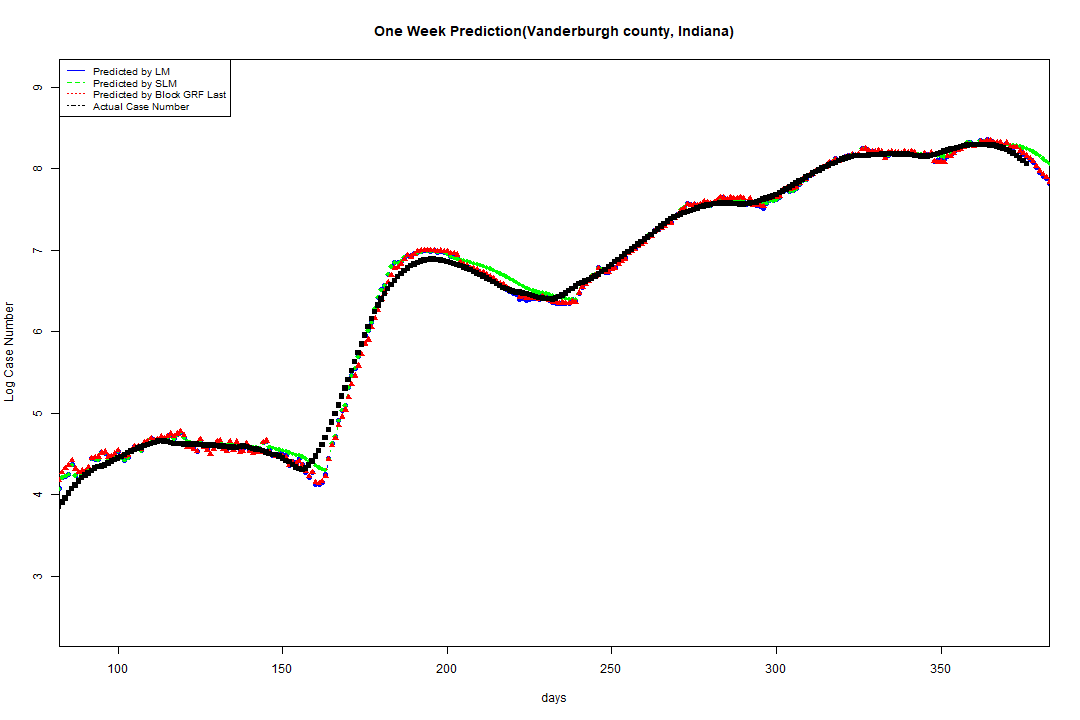 One Week Prediction(Vanderburgh county, Indiana)
Predicted by LM
Predicted by SLM
Predicted by Block GRF Last
Actual Case Number
Log Case Number
9
8
7
6
5
4
3
100
150
200
250
300
350
days